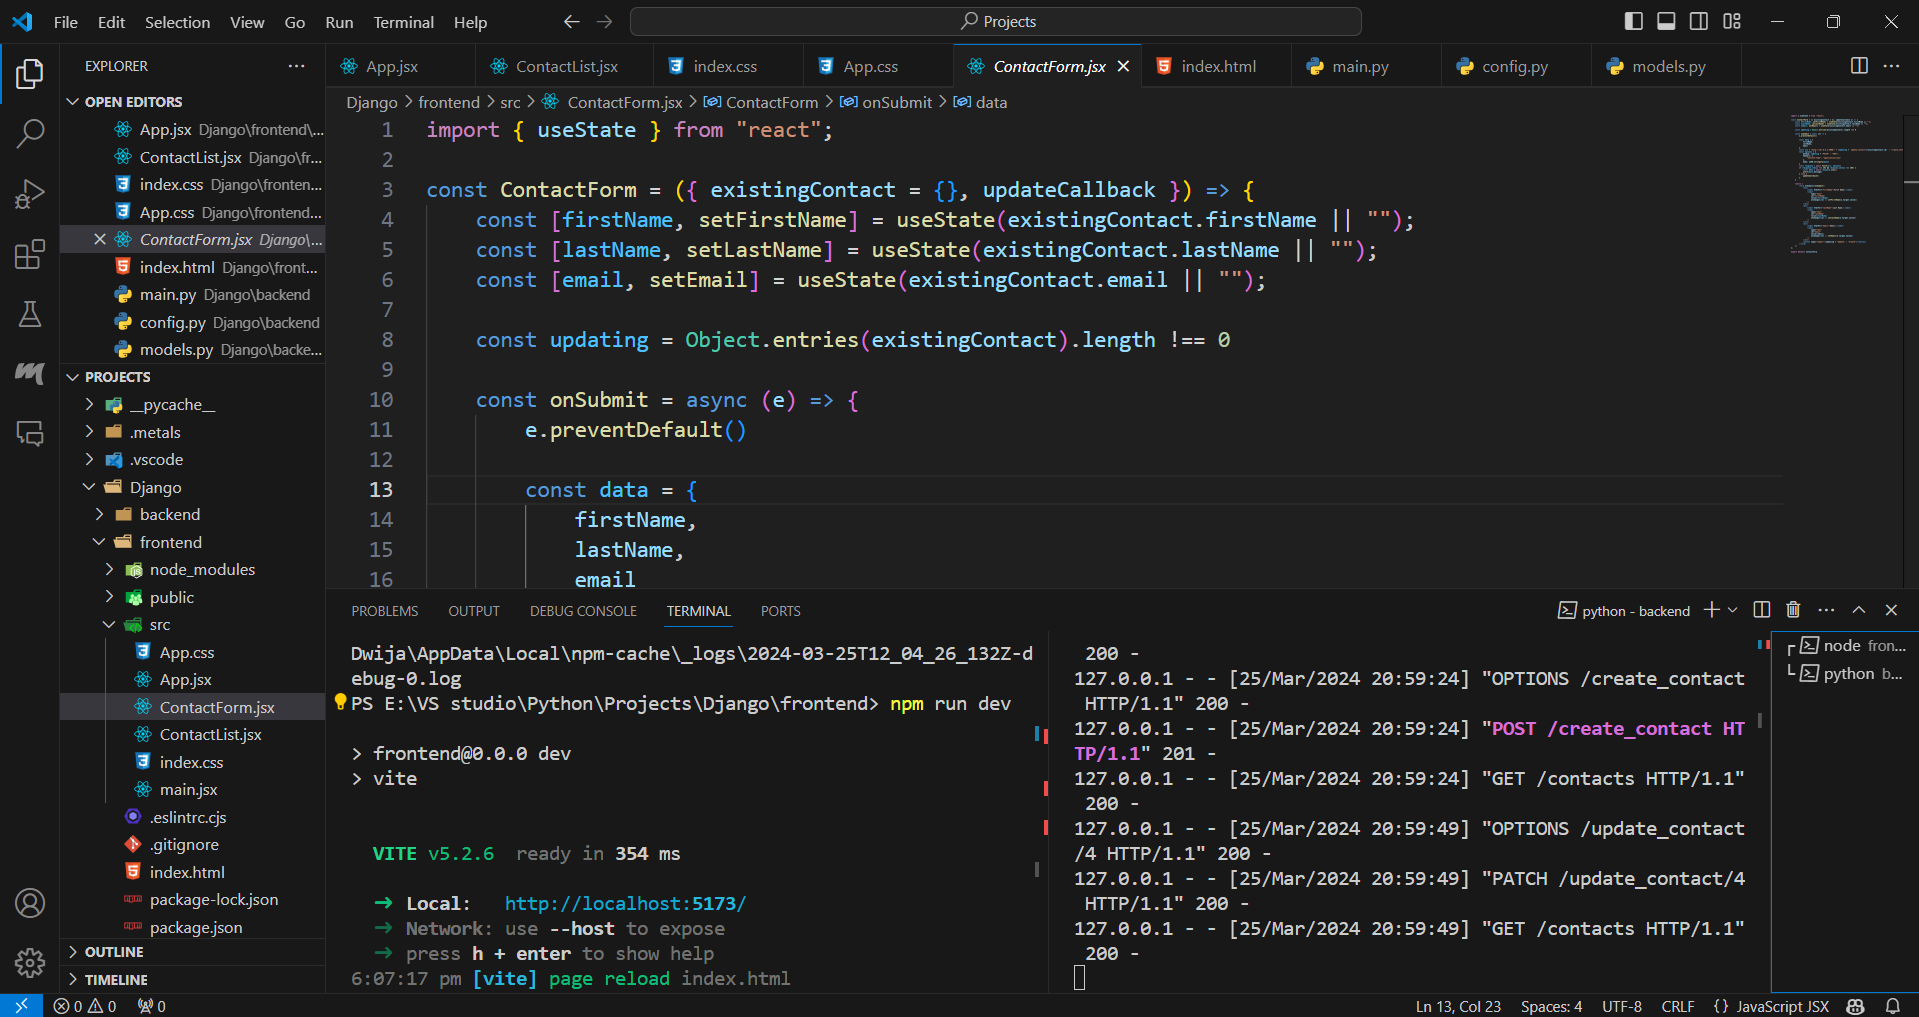 File Edit Selection View Go Run Terminal Help
Projects
EXPLORER
OPEN EDITORS
App.jsx Django\frontend\...
ContactList.jsx Django\fr...
index.css Django\fronten...
App.css Django\frontend...
ContactForm.jsx Django\...
index.html Django\front...
main.py Django\backend
config.py Django\backend
models.py Django\backe...
PROJECTS
__pycache__
.metals
.vscode
Django
backend
frontend
node_modules
public
src
App.css
App.jsx
ContactForm.jsx
ContactList.jsx
index.css
main.jsx
.eslintrc.cjs
.gitignore
index.html
package-lock.json
package.json
OUTLINE
TIMELINE
App.jsx ContactList.jsx index.css App.css ContactForm.jsx index.html main.py config.py models.py
Django > frontend > src > ContactForm.jsx > ContactForm > onSubmit > data
1 import { useState } from "react";
2
3 const ContactForm = ({ existingContact = {}, updateCallback }) => {
4 const [firstName, setFirstName] = useState(existingContact.firstName || "");
5 const [lastName, setLastName] = useState(existingContact.lastName || "");
6 const [email, setEmail] = useState(existingContact.email || "");
7
8 const updating = Object.entries(existingContact).length !== 0
9
10 const onSubmit = async (e) => {
11 e.preventDefault()
12
13 const data = {
14 firstName,
15 lastName,
16 email
PROBLEMS OUTPUT DEBUG CONSOLE TERMINAL PORTS
python - backend
Dwija\AppData\Local\npm-cache\_logs\2024-03-25T12_04_26_132Z-d
ebug-0.log
PS E:\VS studio\Python\Projects\Django\frontend> npm run dev
> frontend@0.0.0 dev
> vite
VITE v5.2.6 ready in 354 ms
➜ Local: http://localhost:5173/
➜ Network: use --host to expose
➜ press h + enter to show help
6:07:17 pm [vite] page reload index.html
200 -
127.0.0.1 - - [25/Mar/2024 20:59:24] "OPTIONS /create_contact
HTTP/1.1" 200 -
127.0.0.1 - - [25/Mar/2024 20:59:24] "POST /create_contact HT
TP/1.1" 201 -
127.0.0.1 - - [25/Mar/2024 20:59:24] "GET /contacts HTTP/1.1"
200 -
127.0.0.1 - - [25/Mar/2024 20:59:49] "OPTIONS /update_contact
/4 HTTP/1.1" 200 -
127.0.0.1 - - [25/Mar/2024 20:59:49] "PATCH /update_contact/4
HTTP/1.1" 200 -
127.0.0.1 - - [25/Mar/2024 20:59:49] "GET /contacts HTTP/1.1"
200 -
node fron...
python b...
0 0 0
Ln 13, Col 23 Spaces: 4 UTF-8 CRLF {} JavaScript JSX